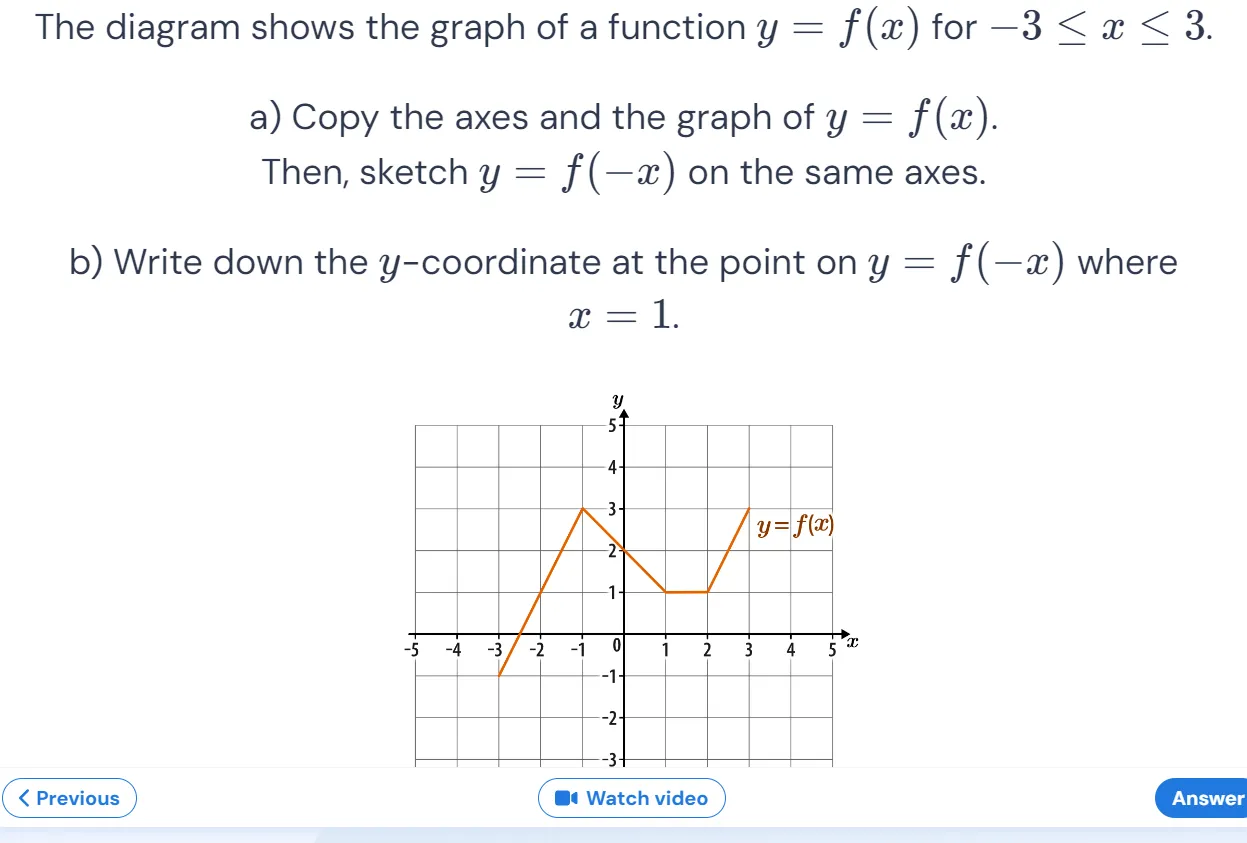 The diagram shows the graph of a function y = f(x) for −3 ≤ x ≤ 3.
a) Copy the axes and the graph of y = f(x).
Then, sketch y = f(−x) on the same axes.
b) Write down the y-coordinate at the point on y = f(−x) where
x = 1.
y
5
4
3
y=f(x)
2
1
-5 -4 -3 -2 -1 0 1 2 3 4 5 x
-1
-2
-3
Previous Watch video Answer